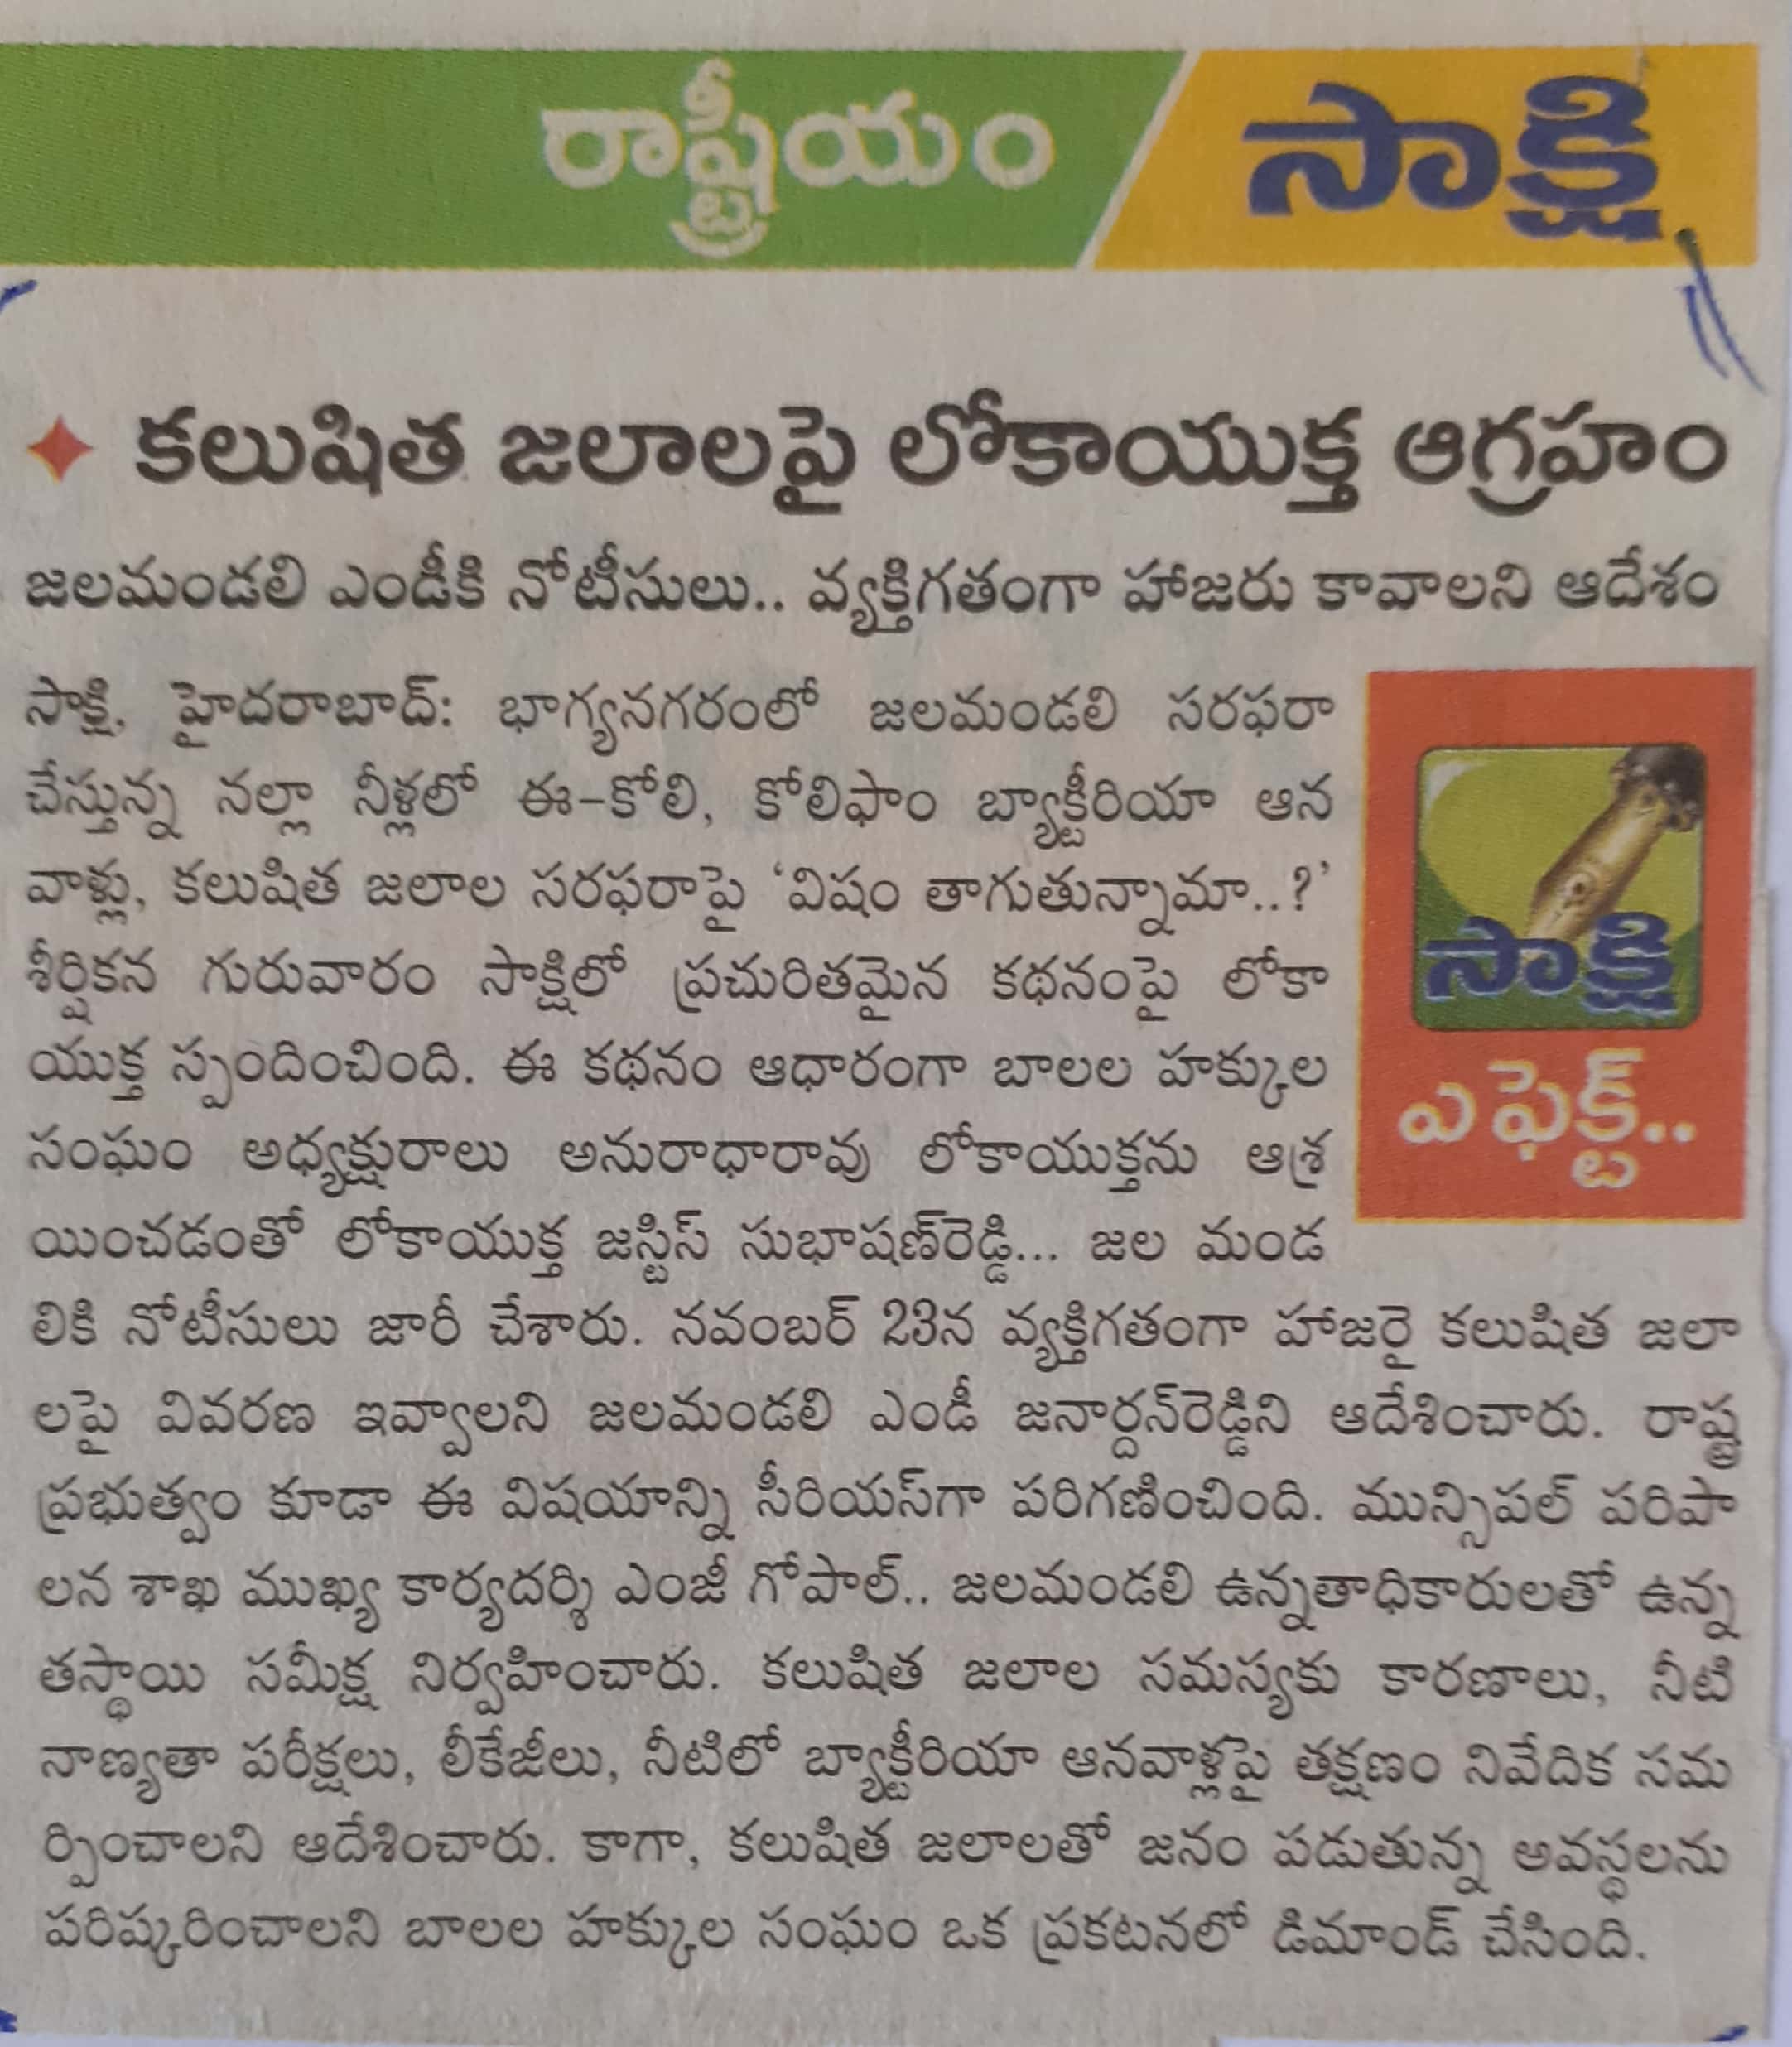 రాష్ట్రీయం
సాక్షి
కలుషిత జలాలపై లోకాయుక్త ఆగ్రహం
జలమండలి ఎండీకి నోటీసులు.. వ్యక్తిగతంగా హాజరు కావాలని ఆదేశం
సాక్షి, హైదరాబాద్: భాగ్యనగరంలో జలమండలి సరఫరా
చేస్తున్న నల్లా నీళ్లలో ఈ-కోలి, కోలిఫాం బ్యాక్టీరియా ఆన
వాళ్లు, కలుషిత జలాల సరఫరాపై ‘విషం తాగుతున్నామా..?’
శీర్షికన గురువారం సాక్షిలో ప్రచురితమైన కథనంపై లోకా
యుక్త స్పందించింది. ఈ కథనం ఆధారంగా బాలల హక్కుల
సంఘం అధ్యక్షురాలు అనురాధారావు లోకాయుక్తను ఆశ్ర
యించడంతో లోకాయుక్త జస్టిస్ సుభాషణ్‌రెడ్డి... జల మండ
లికి నోటీసులు జారీ చేశారు. నవంబర్ 23న వ్యక్తిగతంగా హాజరై కలుషిత జలా
లపై వివరణ ఇవ్వాలని జలమండలి ఎండీ జనార్దన్‌రెడ్డిని ఆదేశించారు. రాష్ట్ర
ప్రభుత్వం కూడా ఈ విషయాన్ని సీరియస్‌గా పరిగణించింది. మున్సిపల్ పరిపా
లన శాఖ ముఖ్య కార్యదర్శి ఎంజీ గోపాల్.. జలమండలి ఉన్నతాధికారులతో ఉన్న
తస్థాయి సమీక్ష నిర్వహించారు. కలుషిత జలాల సమస్యకు కారణాలు, నీటి
నాణ్యతా పరీక్షలు, లీకేజీలు, నీటిలో బ్యాక్టీరియా ఆనవాళ్లపై తక్షణం నివేదిక సమ
ర్పించాలని ఆదేశించారు. కాగా, కలుషిత జలాలతో జనం పడుతున్న అవస్థలను
పరిష్కరించాలని బాలల హక్కుల సంఘం ఒక ప్రకటనలో డిమాండ్ చేసింది.
సాక్షి
ఎఫెక్ట్..